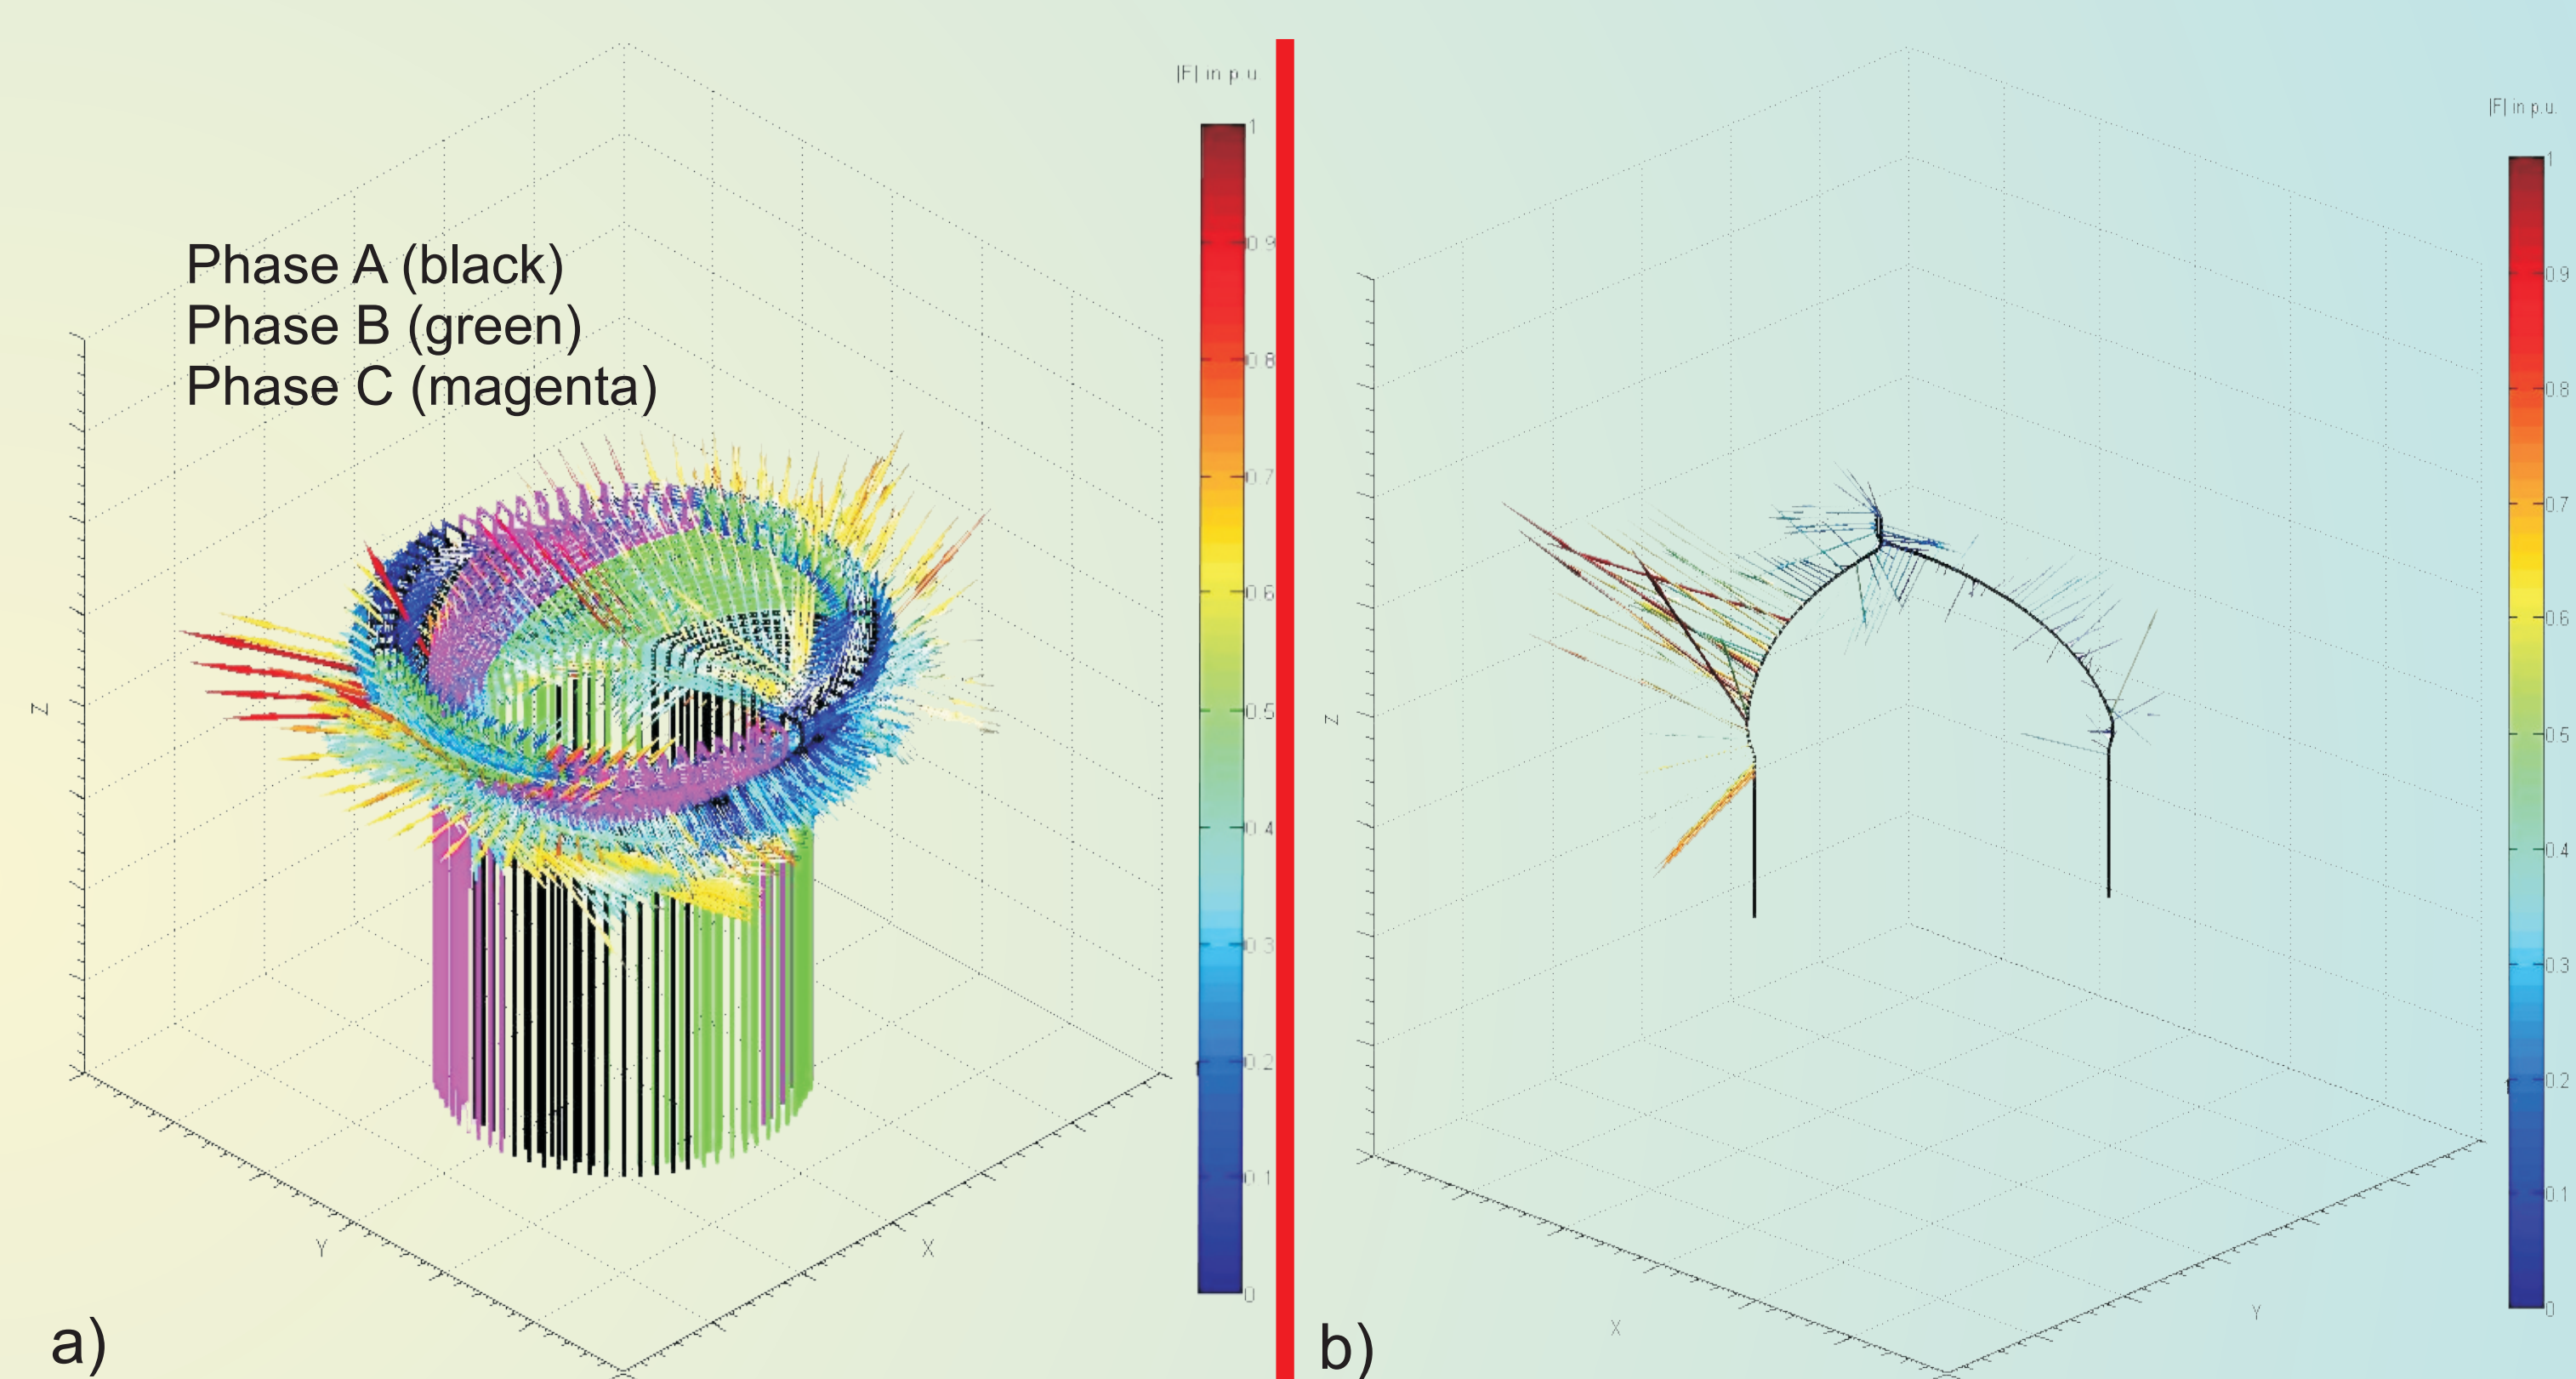 |F| in p u
1
0 9
0 8
0 7
0 6
0 5
0 4
0 3
0 2
0 1
0
Phase A (black)
Phase B (green)
Phase C (magenta)
Z
Y
X
a)
|F| in p.u.
1
0.9
0.8
0.7
0.6
0.5
0.4
0.3
0.2
0.1
0
Z
X
Y
b)